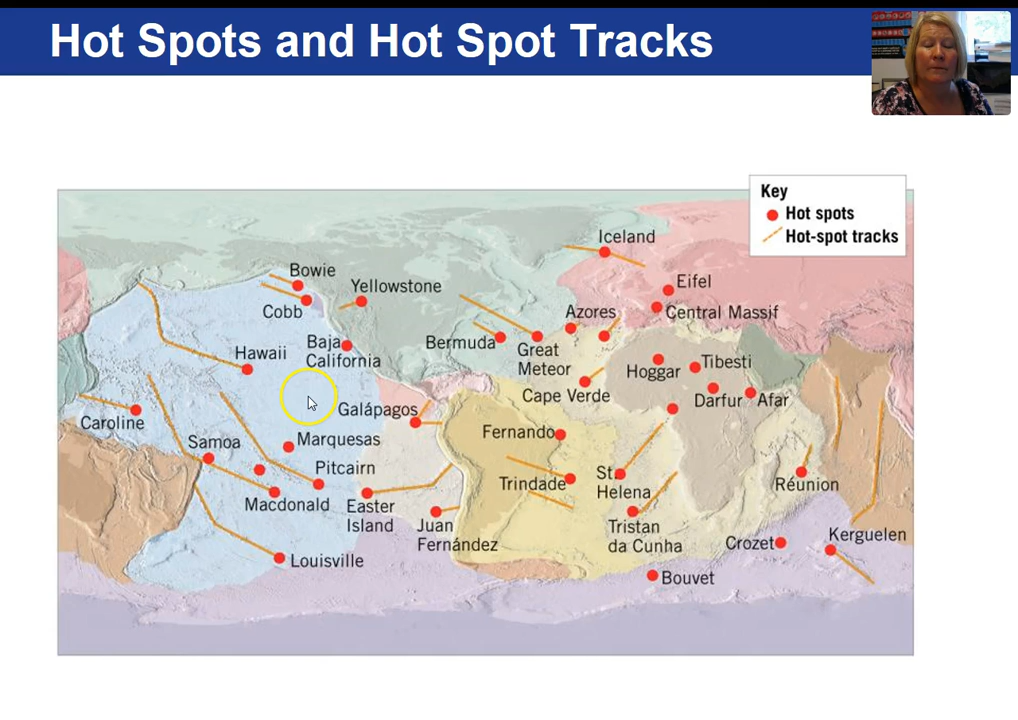 Hot Spots and Hot Spot Tracks
Key
Hot spots
Hot-spot tracks
Iceland
Bowie
Eifel
Yellowstone
Cobb
Azores
Central Massif
Baja
California
Bermuda
Great
Meteor
Hawaii
Hoggar
Tibesti
Cape Verde
Darfur
Afar
Galápagos
Caroline
Samoa
Marquesas
Fernando
Pitcairn
Trindade
St.
Helena
Réunion
Macdonald
Easter
Island
Juan
Fernández
Tristan
da Cunha
Crozet
Kerguelen
Louisville
Bouvet